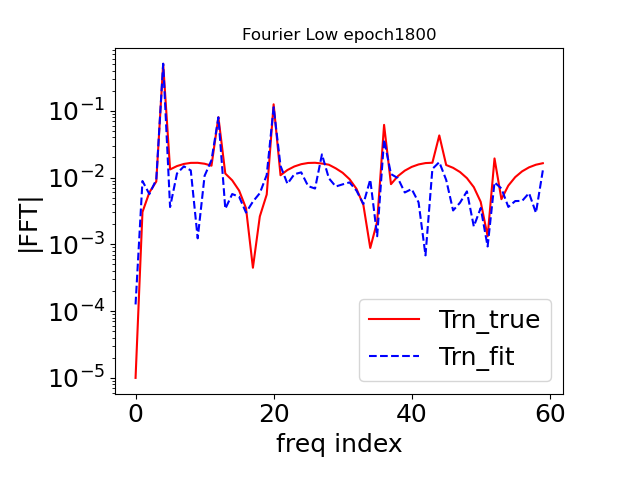 Fourier Low epoch1800
|FFT|
10⁻¹
10⁻²
10⁻³
10⁻⁴
10⁻⁵
Trn_true
Trn_fit
0 20 40 60
freq index